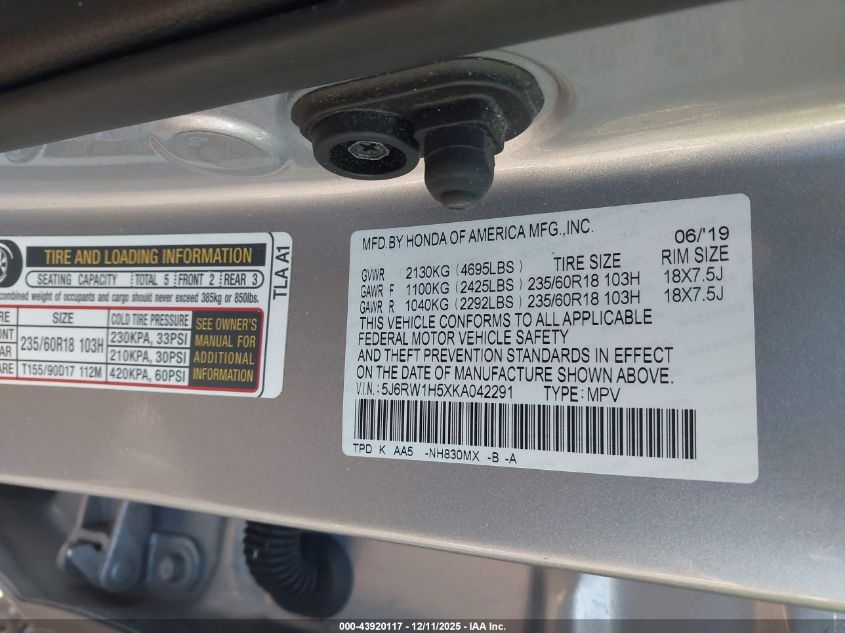 TIRE AND LOADING INFORMATION
SEATING CAPACITY TOTAL 5 FRONT 2 REAR 3
combined weight of occupants and cargo should never exceed 385kg or 850lbs.
SIZE COLD TIRE PRESSURE
235/60R18 103H 230KPA, 33PSI
210KPA, 30PSI
T155/90D17 112M 420KPA, 60PSI
SEE OWNER'S
MANUAL FOR
ADDITIONAL
INFORMATION
TLA A1
MFD.BY HONDA OF AMERICA MFG.,INC. 06/'19
GVWR 2130KG (4695LBS) TIRE SIZE RIM SIZE
GAWR F 1100KG (2425LBS) 235/60R18 103H 18X7.5J
GAWR R 1040KG (2292LBS) 235/60R18 103H 18X7.5J
THIS VEHICLE CONFORMS TO ALL APPLICABLE
FEDERAL MOTOR VEHICLE SAFETY
AND THEFT PREVENTION STANDARDS IN EFFECT
ON THE DATE OF MANUFACTURE SHOWN ABOVE.
V.I.N.: 5J6RW1H5XKA042291 TYPE: MPV
TPD K AA5 -NH830MX -B -A
000-43920117 - 12/11/2025 - IAA Inc.